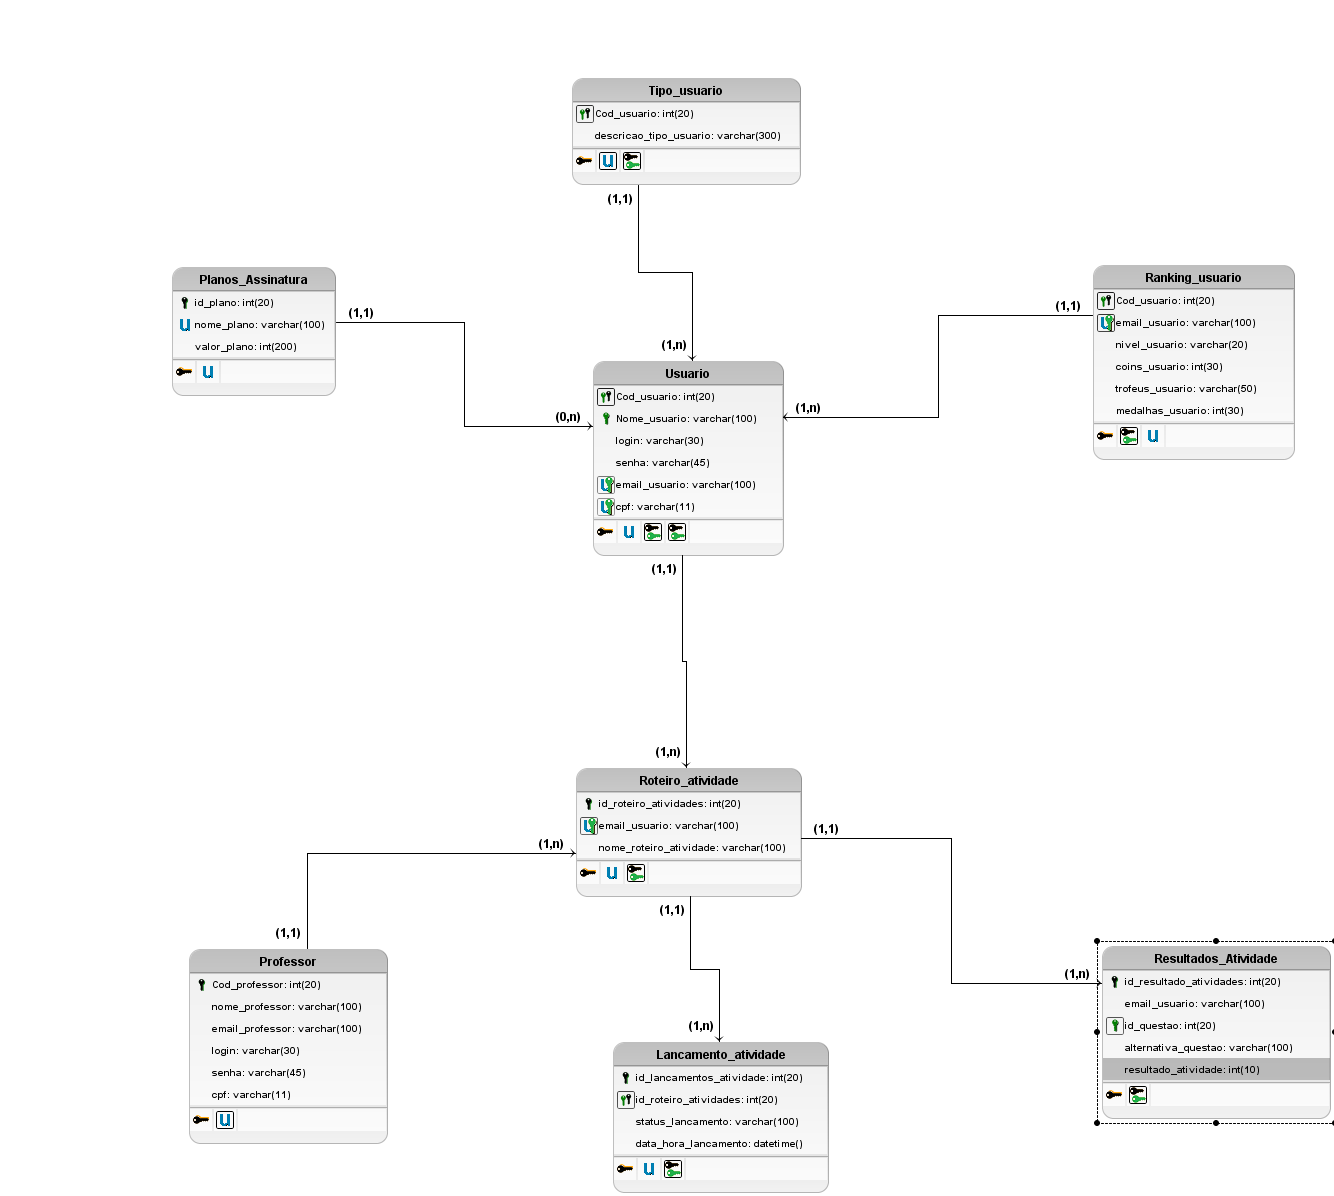 Tipo_usuario
Cod_usuario: int(20)
descricao_tipo_usuario: varchar(300)
(1,1)
Planos_Assinatura
id_plano: int(20)
nome_plano: varchar(100)
valor_plano: int(200)
(1,1)
Ranking_usuario
Cod_usuario: int(20)
email_usuario: varchar(100)
nivel_usuario: varchar(20)
coins_usuario: int(30)
trofeus_usuario: varchar(50)
medalhas_usuario: int(30)
(1,1)
(1,n)
(0,n)
(1,n)
Usuario
Cod_usuario: int(20)
Nome_usuario: varchar(100)
login: varchar(30)
senha: varchar(45)
email_usuario: varchar(100)
cpf: varchar(11)
(1,1)
(1,n)
Roteiro_atividade
id_roteiro_atividades: int(20)
email_usuario: varchar(100)
nome_roteiro_atividade: varchar(100)
(1,1)
(1,n)
(1,1)
(1,1)
Professor
Cod_professor: int(20)
nome_professor: varchar(100)
email_professor: varchar(100)
login: varchar(30)
senha: varchar(45)
cpf: varchar(11)
(1,n)
Resultados_Atividade
id_resultado_atividades: int(20)
email_usuario: varchar(100)
id_questao: int(20)
alternativa_questao: varchar(100)
resultado_atividade: int(10)
(1,n)
Lancamento_atividade
id_lancamentos_atividade: int(20)
id_roteiro_atividades: int(20)
status_lancamento: varchar(100)
data_hora_lancamento: datetime()